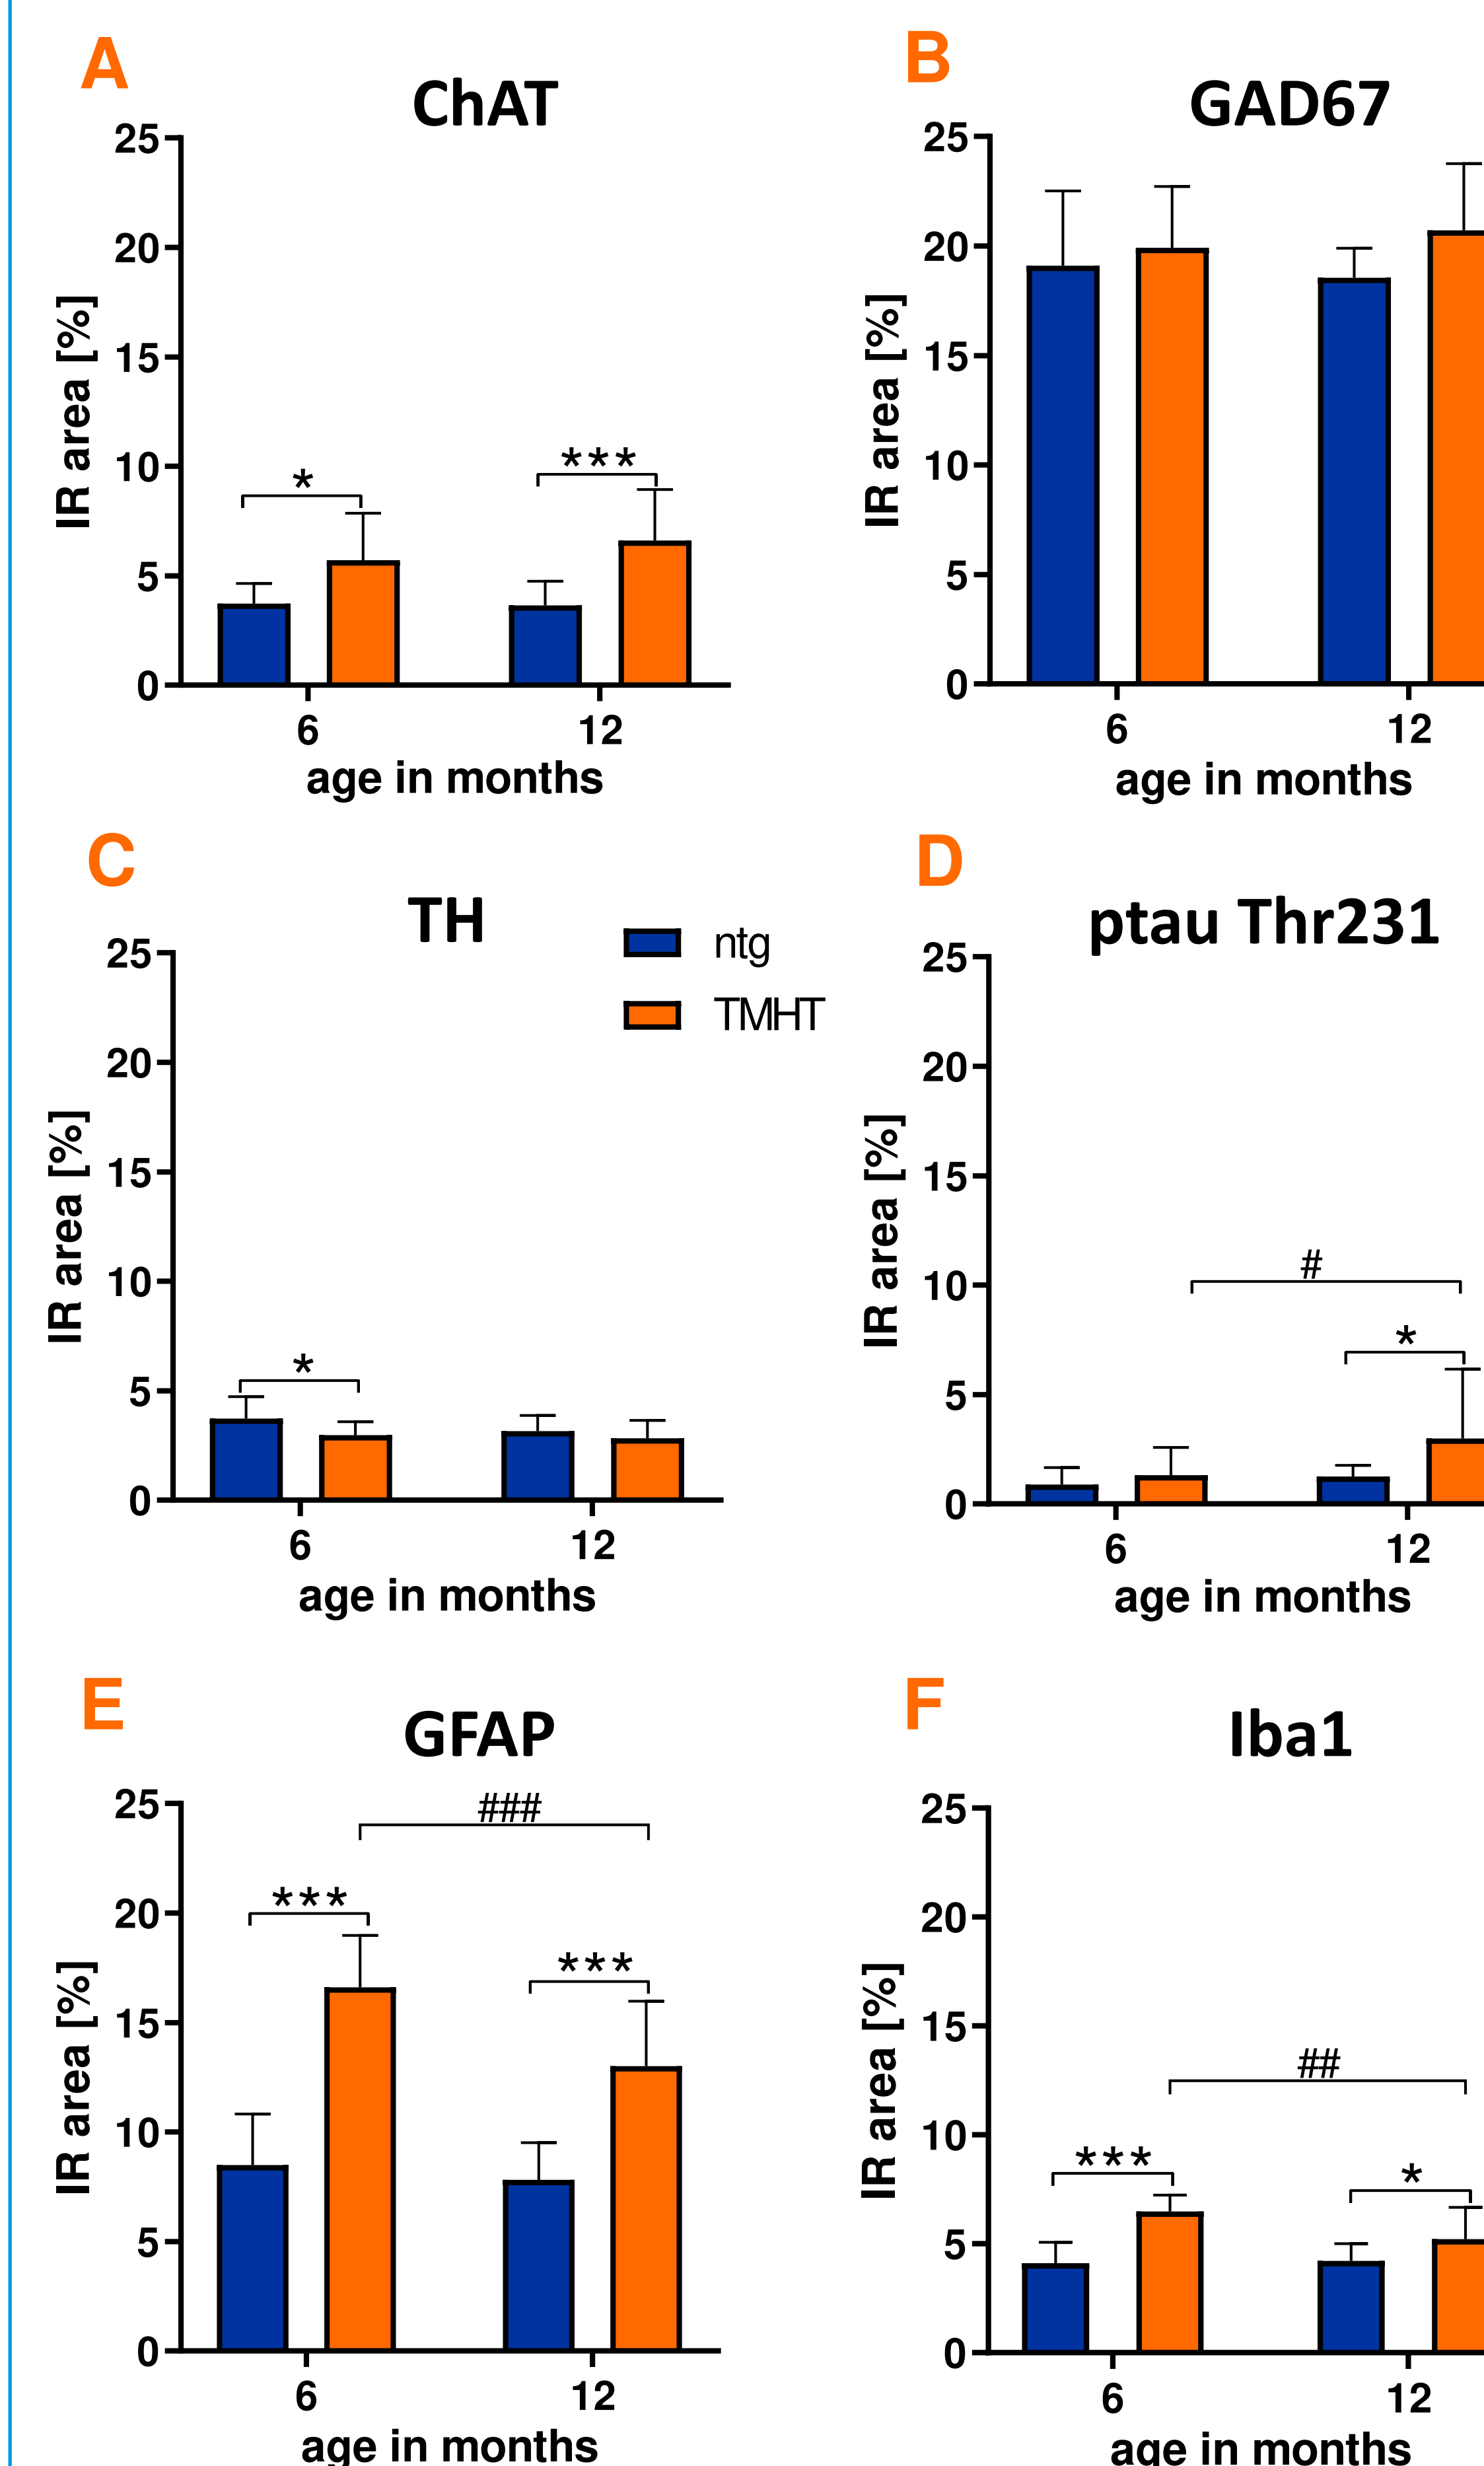 A
ChAT
25
20
15
10
5
0
IR area [%]
*
***
6
12
age in months
B
GAD67
25
20
15
10
5
0
IR area [%]
6
12
age in months
C
TH
ntg
TMHT
25
20
15
10
5
0
IR area [%]
*
6
12
age in months
D
ptau Thr231
25
20
15
10
5
0
IR area [%]
#
*
6
12
age in months
E
GFAP
25
20
15
10
5
0
IR area [%]
###
***
***
6
12
age in months
F
Iba1
25
20
15
10
5
0
IR area [%]
##
***
*
6
12
age in months